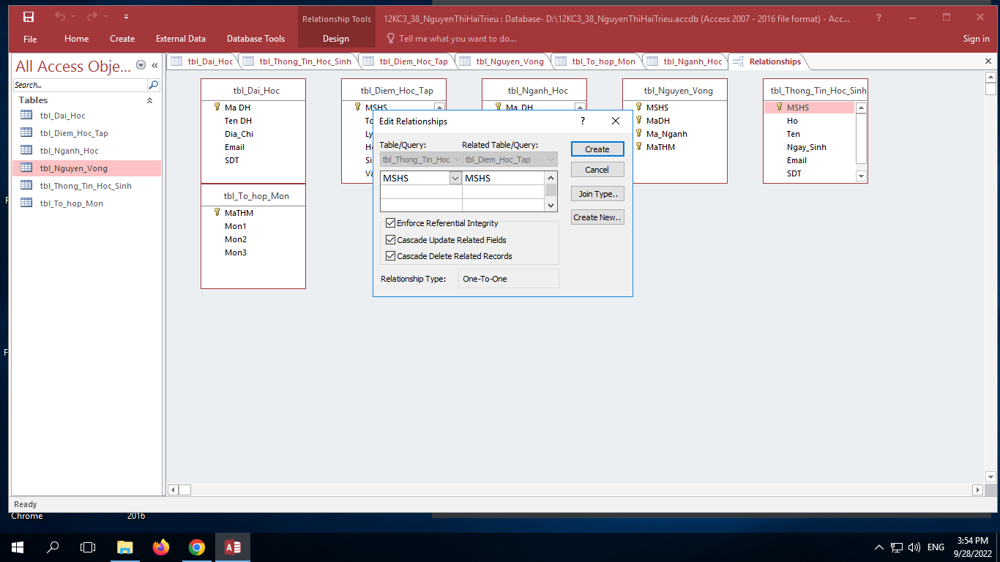 Relationship Tools
12KC3_38_NguyenThiHaiTrieu : Database- D:\12KC3_38_NguyenThiHaiTrieu.accdb (Access 2007 - 2016 file format) - Acc...
?
File
Home
Create
External Data
Database Tools
Design
Tell me what you want to do...
Sign in
All Access Obje...
Search...
Tables
tbl_Dai_Hoc
tbl_Diem_Hoc_Tap
tbl_Nganh_Hoc
tbl_Nguyen_Vong
tbl_Thong_Tin_Hoc_Sinh
tbl_To_hop_Mon
tbl_Dai_Hoc
tbl_Thong_Tin_Hoc_Sinh
tbl_Diem_Hoc_Tap
tbl_Nguyen_Vong
tbl_To_hop_Mon
tbl_Nganh_Hoc
Relationships
tbl_Dai_Hoc
Ma DH
Ten DH
Dia_Chi
Email
SDT
tbl_To_hop_Mon
MaTHM
Mon1
Mon2
Mon3
tbl_Diem_Hoc_Tap
MSHS
To
Ly
Ho
Si
Va
tbl_Nganh_Hoc
Ma_DH
tbl_Nguyen_Vong
MSHS
MaDH
Ma_Nganh
MaTHM
tbl_Thong_Tin_Hoc_Sinh
MSHS
Ho
Ten
Ngay_Sinh
Email
SDT
Edit Relationships
?
Table/Query:
Related Table/Query:
tbl_Thong_Tin_Hoc
tbl_Diem_Hoc_Tap
MSHS
MSHS
Create
Cancel
Join Type..
Create New..
Enforce Referential Integrity
Cascade Update Related Fields
Cascade Delete Related Records
Relationship Type:
One-To-One
Ready
Chrome
2016
ENG
3:54 PM
9/28/2022